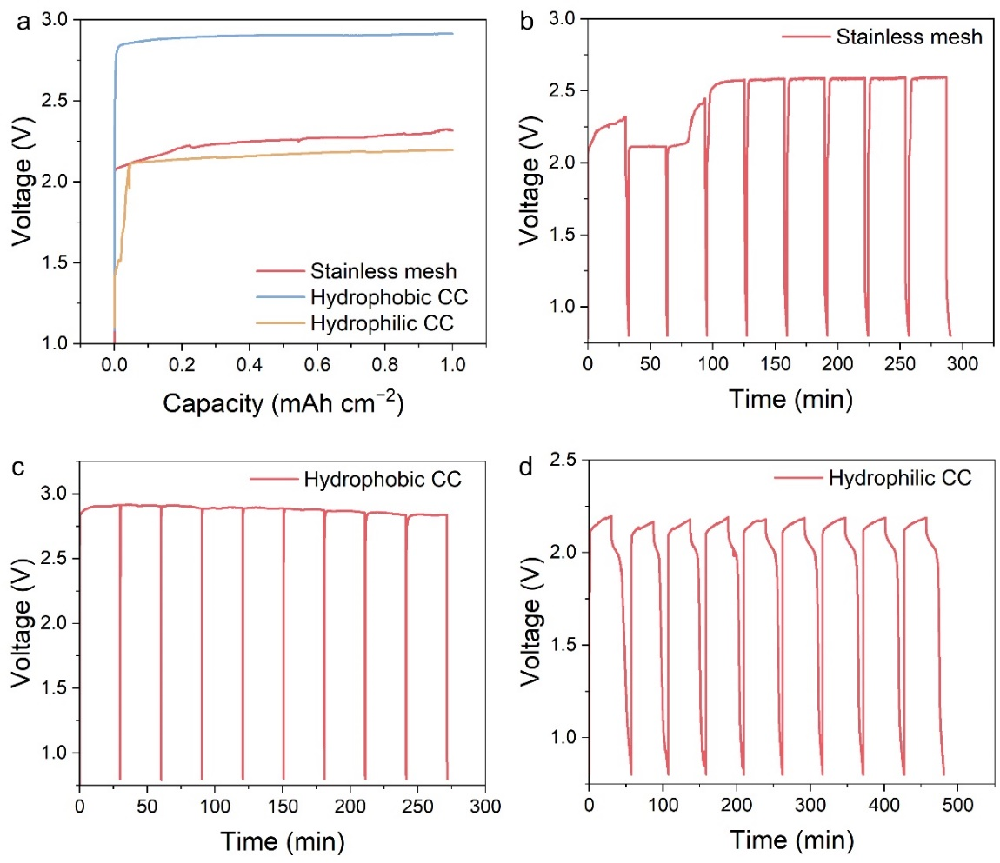 a
3.0
2.5
2.0
1.5
1.0
Voltage (V)
Stainless mesh
Hydrophobic CC
Hydrophilic CC
0.0 0.2 0.4 0.6 0.8 1.0
Capacity (mAh cm⁻²)
b
3.0
2.5
2.0
1.5
1.0
Voltage (V)
Stainless mesh
0 50 100 150 200 250 300
Time (min)
c
3.0
2.5
2.0
1.5
1.0
Voltage (V)
Hydrophobic CC
0 50 100 150 200 250 300
Time (min)
d
2.5
2.0
1.5
1.0
Voltage (V)
Hydrophilic CC
0 100 200 300 400 500
Time (min)